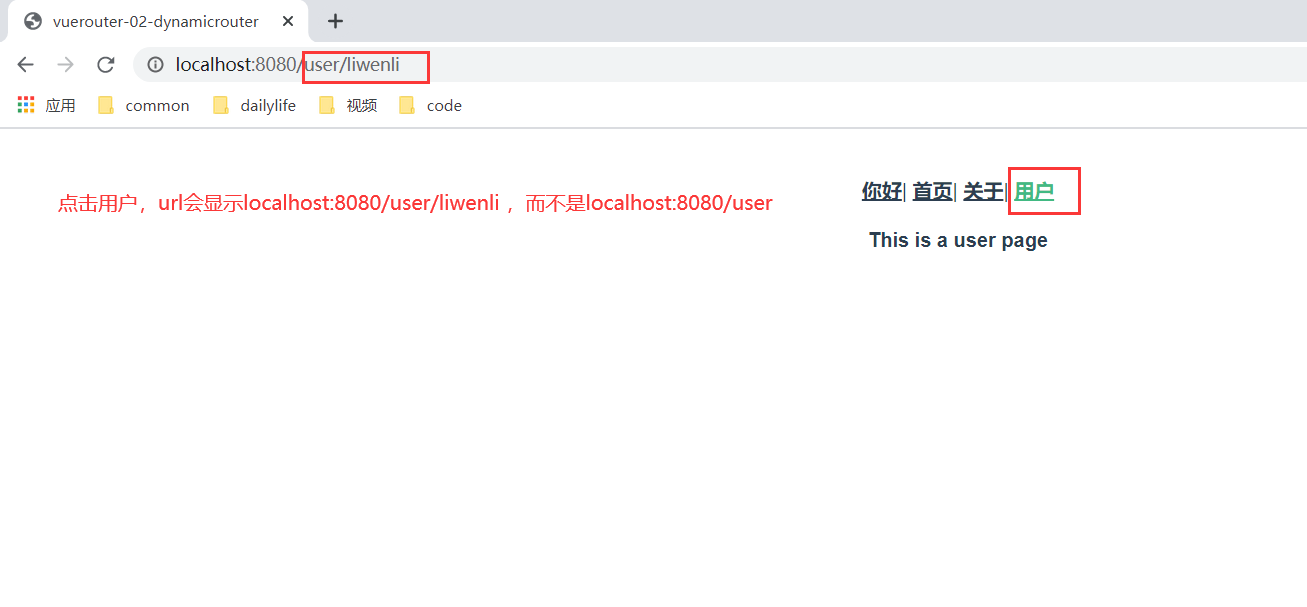 vuerouter-02-dynamicrouter
localhost:8080/user/liwenli
应用 common dailylife 视频 code
你好| 首页| 关于| 用户
点击用户，url会显示localhost:8080/user/liwenli ，而不是localhost:8080/user
This is a user page